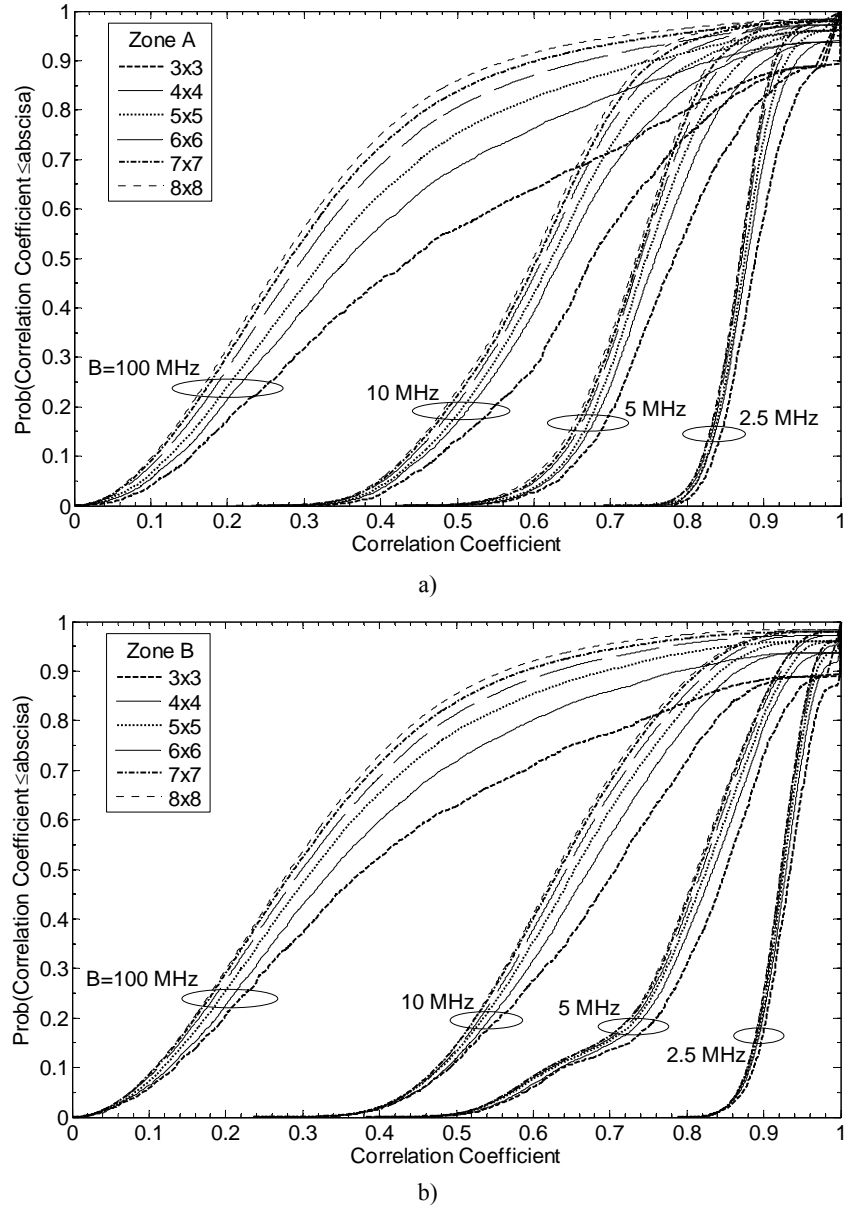 1
0.9
0.8
0.7
0.6
0.5
0.4
0.3
0.2
0.1
0
Prob(Correlation Coefficient ≤abscisa)
Zone A
3x3
4x4
5x5
6x6
7x7
8x8
B=100 MHz
10 MHz
5 MHz
2.5 MHz
0 0.1 0.2 0.3 0.4 0.5 0.6 0.7 0.8 0.9 1
Correlation Coefficient
a)
1
0.9
0.8
0.7
0.6
0.5
0.4
0.3
0.2
0.1
0
Prob(Correlation Coefficient ≤abscisa)
Zone B
3x3
4x4
5x5
6x6
7x7
8x8
B=100 MHz
10 MHz
5 MHz
2.5 MHz
0 0.1 0.2 0.3 0.4 0.5 0.6 0.7 0.8 0.9 1
Correlation Coefficient
b)